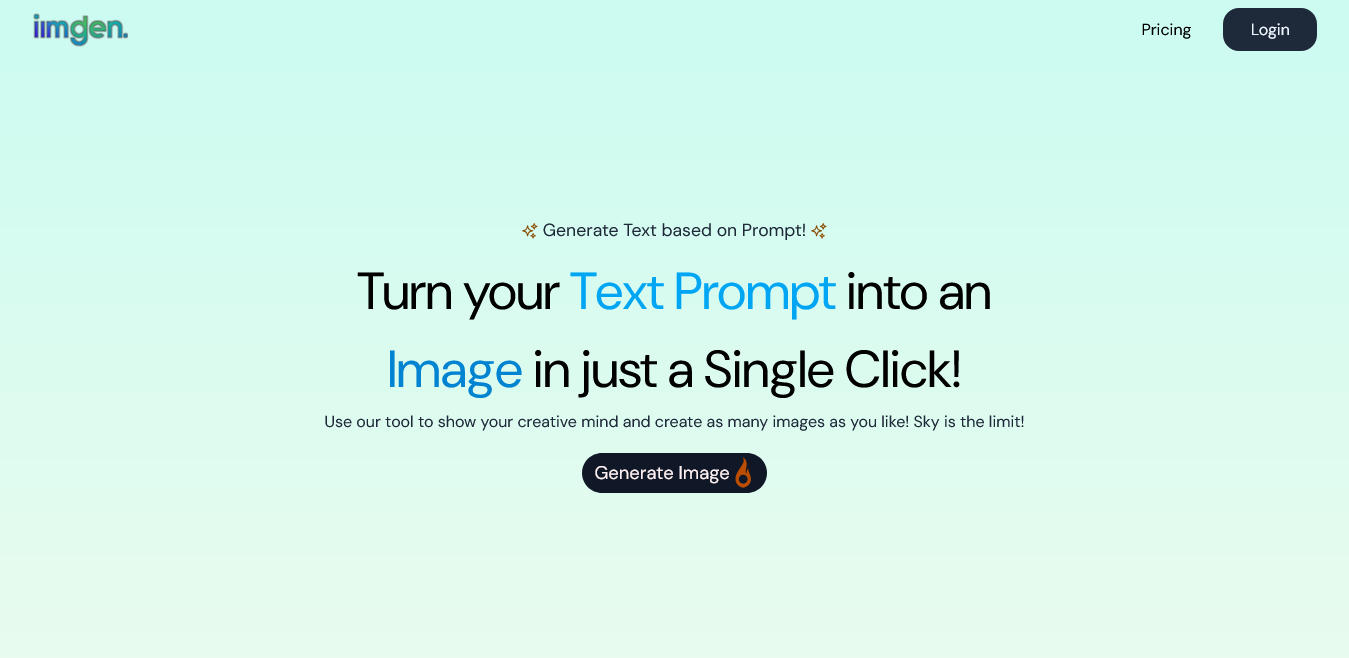 iimgen.
Pricing
Login
Generate Text based on Prompt!
Turn your Text Prompt into an
Image in just a Single Click!
Use our tool to show your creative mind and create as many images as you like! Sky is the limit!
Generate Image